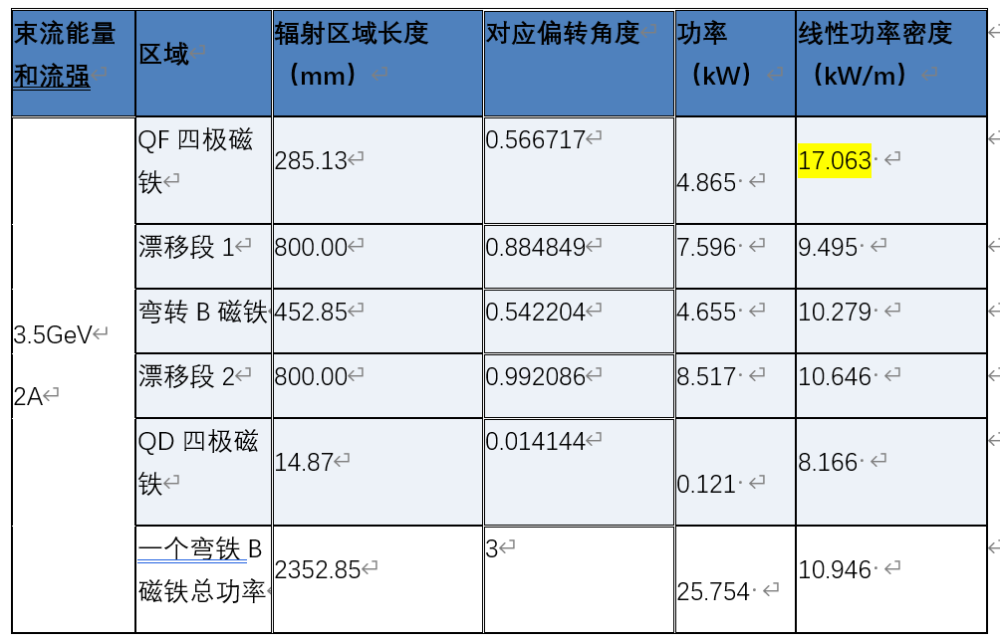 束流能量
和流强
区域
辐射区域长度
（mm）
对应偏转角度
功率
（kW）
线性功率密度
（kW/m）
3.5GeV
2A
QF 四极磁
铁
285.13
0.566717
4.865
17.063
漂移段 1
800.00
0.884849
7.596
9.495
弯转 B 磁铁
452.85
0.542204
4.655
10.279
漂移段 2
800.00
0.992086
8.517
10.646
QD 四极磁
铁
14.87
0.014144
0.121
8.166
一个弯铁 B
磁铁总功率
2352.85
3
25.754
10.946